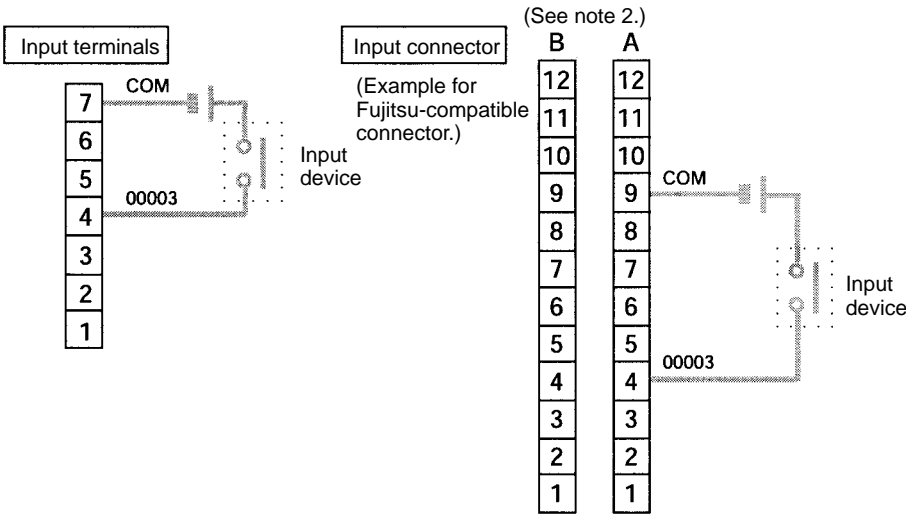 Input terminals
COM
7
6
5
4
3
2
1
00003
Input
device
Input connector
(Example for
Fujitsu-compatible
connector.)
(See note 2.)
B A
12 12
11 11
10 10
9 9
8 8
7 7
6 6
5 5
4 4
3 3
2 2
1 1
COM
00003
Input
device